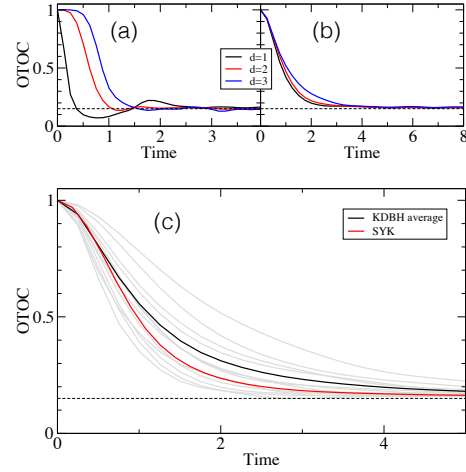 (a)
(b)
1
0.5
0
OTOC
d=1
d=2
d=3
0 1 2 3
0 2 4 6 8
Time
Time
(c)
1
0.5
0
OTOC
KDBH average
SYK
0 2 4
Time